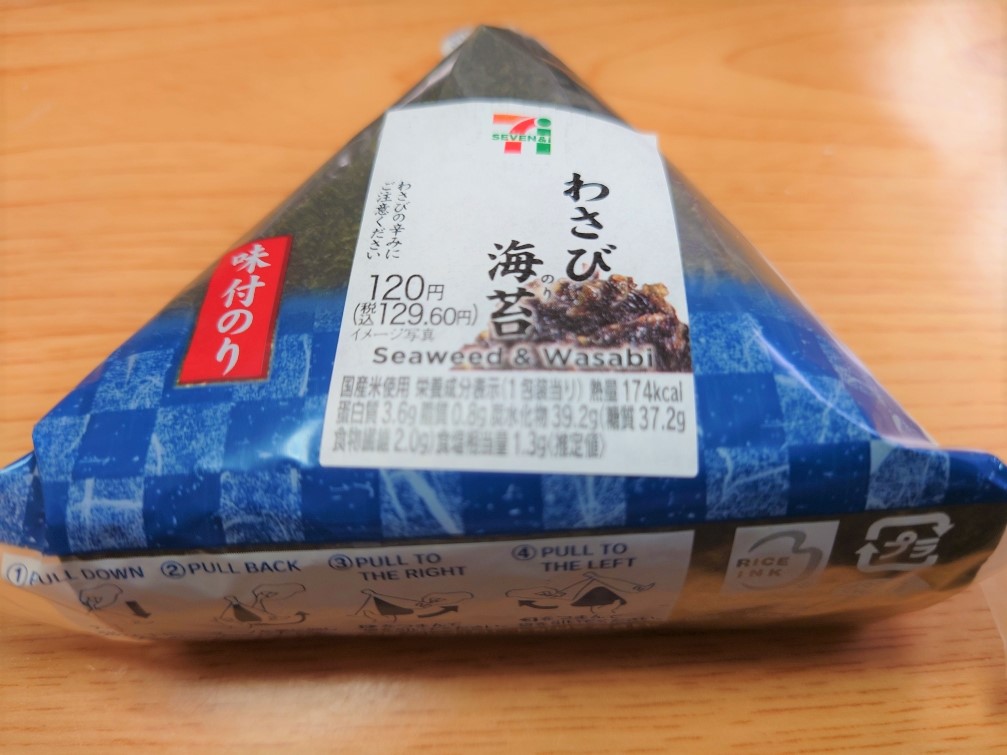 SEVEN&i
わさび
海苔
のり
わさびの辛みに
ご注意ください
120円
(税込129.60円)
イメージ写真
Seaweed & Wasabi
国産米使用 栄養成分表示(1包装当り) 熱量 174kcal
蛋白質 3.6g 脂質 0.8g 炭水化物 39.2g(糖質 37.2g
食物繊維 2.0g)食塩相当量 1.3g(推定値)
味付のり
①PULL DOWN
②PULL BACK
③PULL TO
THE RIGHT
④PULL TO
THE LEFT
RICE
INK
プラ